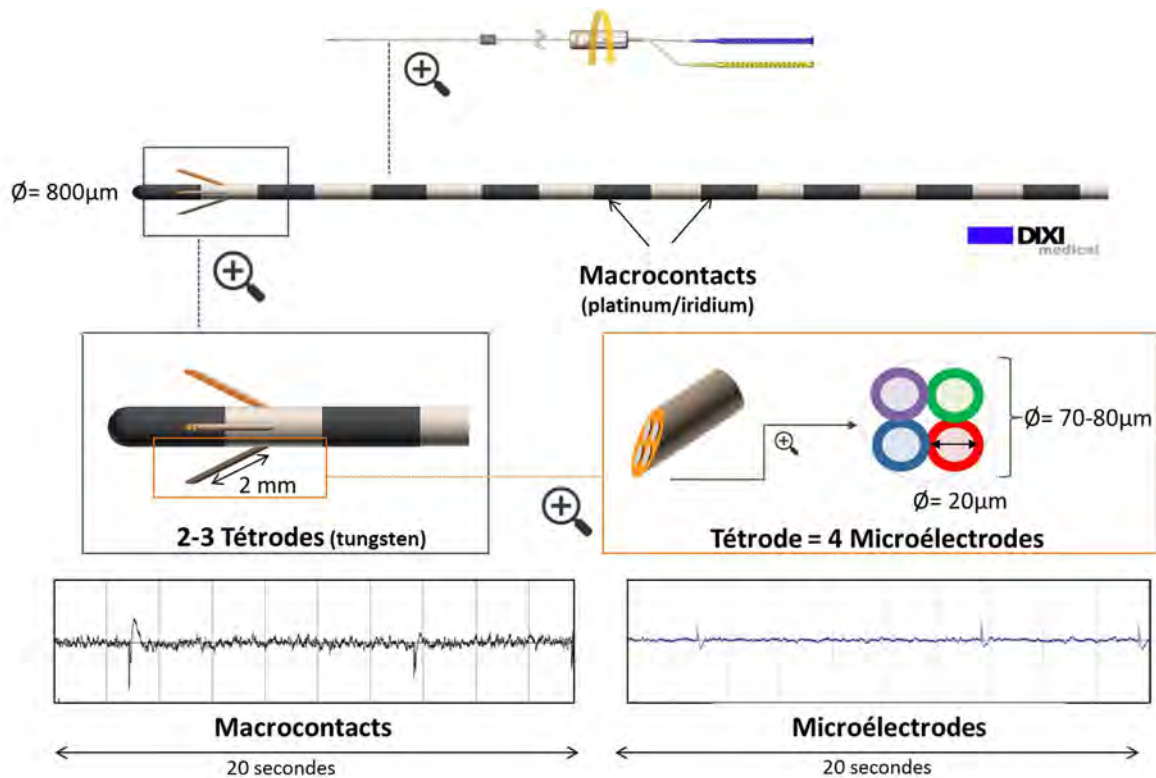 Ø= 800µm
DIXI
medical
Macrocontacts
(platinum/iridium)
2 mm
2-3 Tétrodes (tungsten)
Ø= 70-80µm
Ø= 20µm
Tétrode = 4 Microélectrodes
Macrocontacts
20 secondes
Microélectrodes
20 secondes